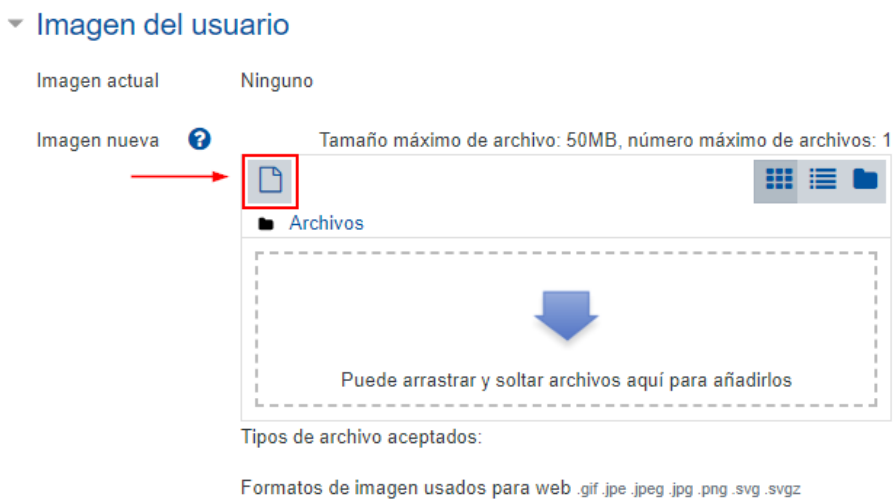 Imagen del usuario
Imagen actual Ninguno
Imagen nueva ? Tamaño máximo de archivo: 50MB, número máximo de archivos: 1
Archivos
Puede arrastrar y soltar archivos aquí para añadirlos
Tipos de archivo aceptados:
Formatos de imagen usados para web .gif .jpe .jpeg .jpg .png .svg .svgz